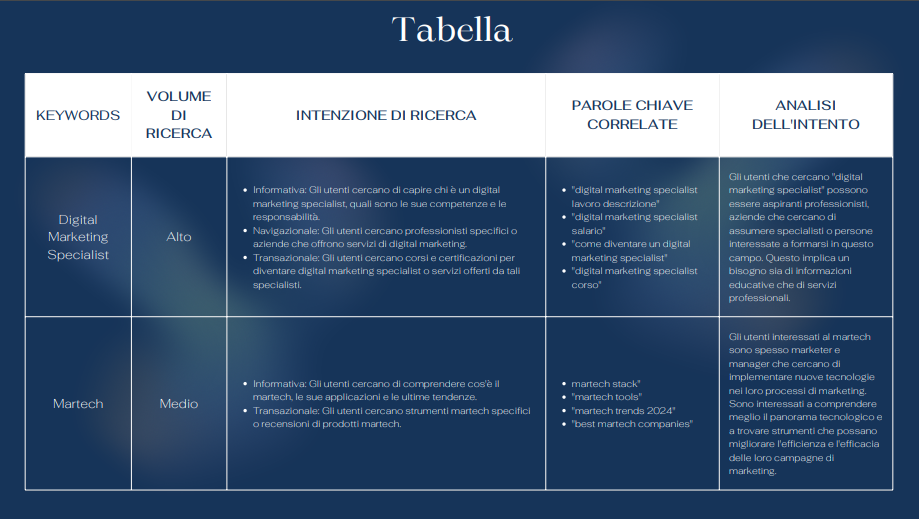 Tabella
KEYWORDS
VOLUME
DI
RICERCA
INTENZIONE DI RICERCA
PAROLE CHIAVE
CORRELATE
ANALISI
DELL'INTENTO
Digital
Marketing
Specialist
Alto
• Informativa: Gli utenti cercano di capire chi è un digital
marketing specialist, quali sono le sue competenze e le
responsabilità.
• Navigazionale: Gli utenti cercano professionisti specifici o
aziende che offrono servizi di digital marketing.
• Transazionale: Gli utenti cercano corsi e certificazioni per
diventare digital marketing specialist o servizi offerti da tali
specialisti.
• "digital marketing specialist
lavoro descrizione"
• "digital marketing specialist
salario"
• "come diventare un digital
marketing specialist"
• "digital marketing specialist
corso"
Gli utenti che cercano "digital
marketing specialist" possono
essere aspiranti professionisti,
aziende che cercano di
assumere specialisti o persone
interessate a formarsi in questo
campo. Questo implica un
bisogno sia di informazioni
educative che di servizi
professionali.
Martech
Medio
• Informativa: Gli utenti cercano di comprendere cos'è il
martech, le sue applicazioni e le ultime tendenze.
• Transazionale: Gli utenti cercano strumenti martech specifici
o recensioni di prodotti martech.
• martech stack"
• "martech tools"
• "martech trends 2024"
• "best martech companies"
Gli utenti interessati al martech
sono spesso marketer e
manager che cercano di
implementare nuove tecnologie
nei loro processi di marketing.
Sono interessati a comprendere
meglio il panorama tecnologico e
a trovare strumenti che possano
migliorare l'efficienza e l'efficacia
delle loro campagne di
marketing.